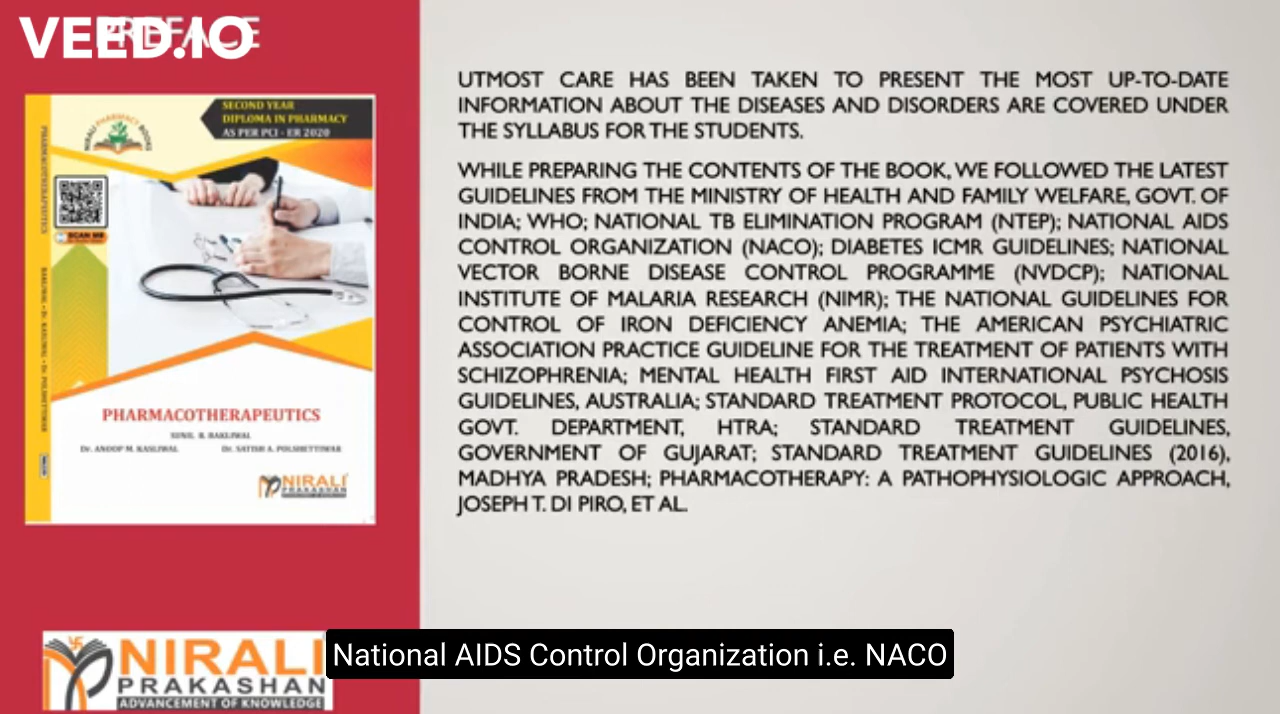 VEED.IO
PREFACE
SECOND YEAR
DIPLOMA IN PHARMACY
AS PER PCI - ER 2020
NIRALI PHARMACY BOOKS
SCAN ME
PHARMACOTHERAPEUTICS
PHARMACOTHERAPEUTICS
SUNIL R. BAKLIWAL
Dr. ANOOP M. KASLIWAL Dr. SATISH A. POLSHETTIWAR
NIRALI
PRAKASHAN
UTMOST CARE HAS BEEN TAKEN TO PRESENT THE MOST UP-TO-DATE
INFORMATION ABOUT THE DISEASES AND DISORDERS ARE COVERED UNDER
THE SYLLABUS FOR THE STUDENTS.
WHILE PREPARING THE CONTENTS OF THE BOOK, WE FOLLOWED THE LATEST
GUIDELINES FROM THE MINISTRY OF HEALTH AND FAMILY WELFARE, GOVT. OF
INDIA; WHO; NATIONAL TB ELIMINATION PROGRAM (NTEP); NATIONAL AIDS
CONTROL ORGANIZATION (NACO); DIABETES ICMR GUIDELINES; NATIONAL
VECTOR BORNE DISEASE CONTROL PROGRAMME (NVDCP); NATIONAL
INSTITUTE OF MALARIA RESEARCH (NIMR); THE NATIONAL GUIDELINES FOR
CONTROL OF IRON DEFICIENCY ANEMIA; THE AMERICAN PSYCHIATRIC
ASSOCIATION PRACTICE GUIDELINE FOR THE TREATMENT OF PATIENTS WITH
SCHIZOPHRENIA; MENTAL HEALTH FIRST AID INTERNATIONAL PSYCHOSIS
GUIDELINES, AUSTRALIA; STANDARD TREATMENT PROTOCOL, PUBLIC HEALTH
GOVT. DEPARTMENT, HTRA; STANDARD TREATMENT GUIDELINES,
GOVERNMENT OF GUJARAT; STANDARD TREATMENT GUIDELINES (2016),
MADHYA PRADESH; PHARMACOTHERAPY: A PATHOPHYSIOLOGIC APPROACH,
JOSEPH T. DI PIRO, ET AL.
NIRALI
PRAKASHAN
ADVANCEMENT OF KNOWLEDGE
National AIDS Control Organization i.e. NACO